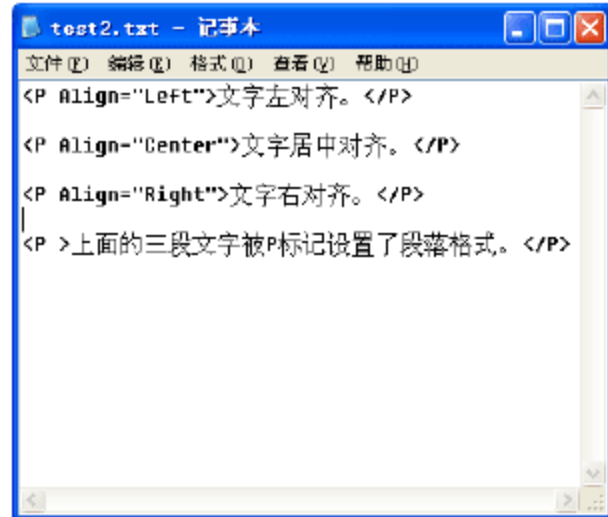 test2.txt - 记事本
文件(F) 编辑(E) 格式(O) 查看(V) 帮助(H)
<P Align="Left">文字左对齐。</P>
<P Align="Center">文字居中对齐。</P>
<P Align="Right">文字右对齐。</P>
<P >上面的三段文字被P标记设置了段落格式。</P>